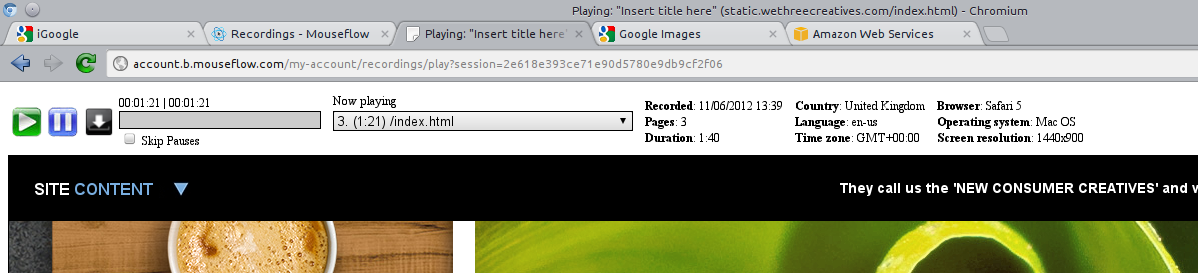 Playing: "Insert title here" (static.wethreecreatives.com/index.html) - Chromium
iGoogle
Recordings - Mouseflow
Playing: "Insert title here"
Google Images
Amazon Web Services
account.b.mouseflow.com/my-account/recordings/play?session=2e618e393ce71e90d5780e9db9cf2f06
00:01:21 | 00:01:21
Skip Pauses
Now playing
3. (1:21) /index.html
Recorded: 11/06/2012 13:39
Pages: 3
Duration: 1:40
Country: United Kingdom
Language: en-us
Time zone: GMT+00:00
Browser: Safari 5
Operating system: Mac OS
Screen resolution: 1440x900
SITE CONTENT
They call us the 'NEW CONSUMER CREATIVES' and